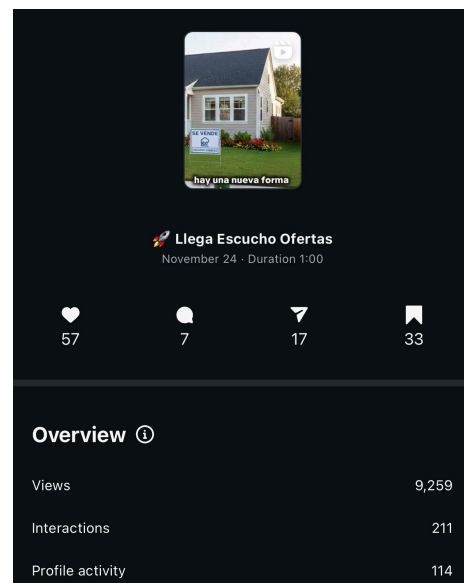 SE VENDE
hay una nueva forma
🚀 Llega Escucho Ofertas
November 24 · Duration 1:00
57 7 17 33
Overview
Views 9,259
Interactions 211
Profile activity 114